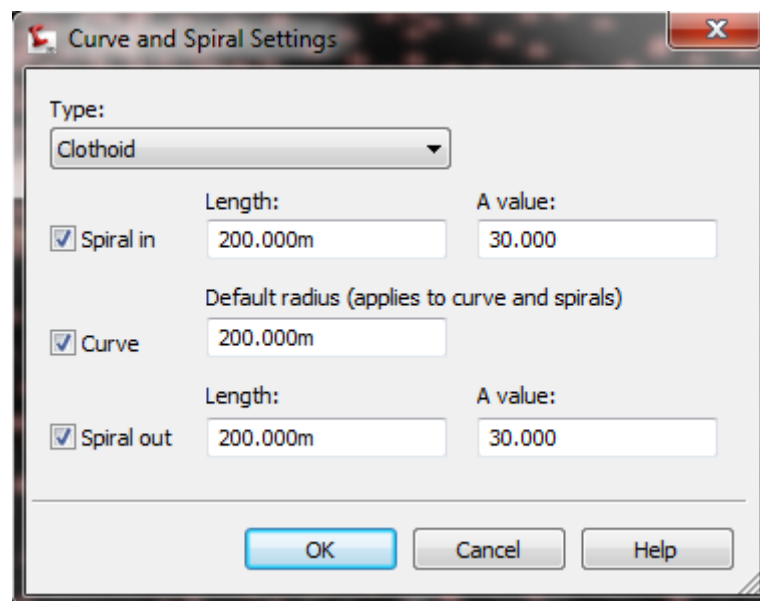 Curve and Spiral Settings
Type:
Clothoid
Length: A value:
Spiral in 200.000m 30.000
Default radius (applies to curve and spirals)
Curve 200.000m
Length: A value:
Spiral out 200.000m 30.000
OK Cancel Help